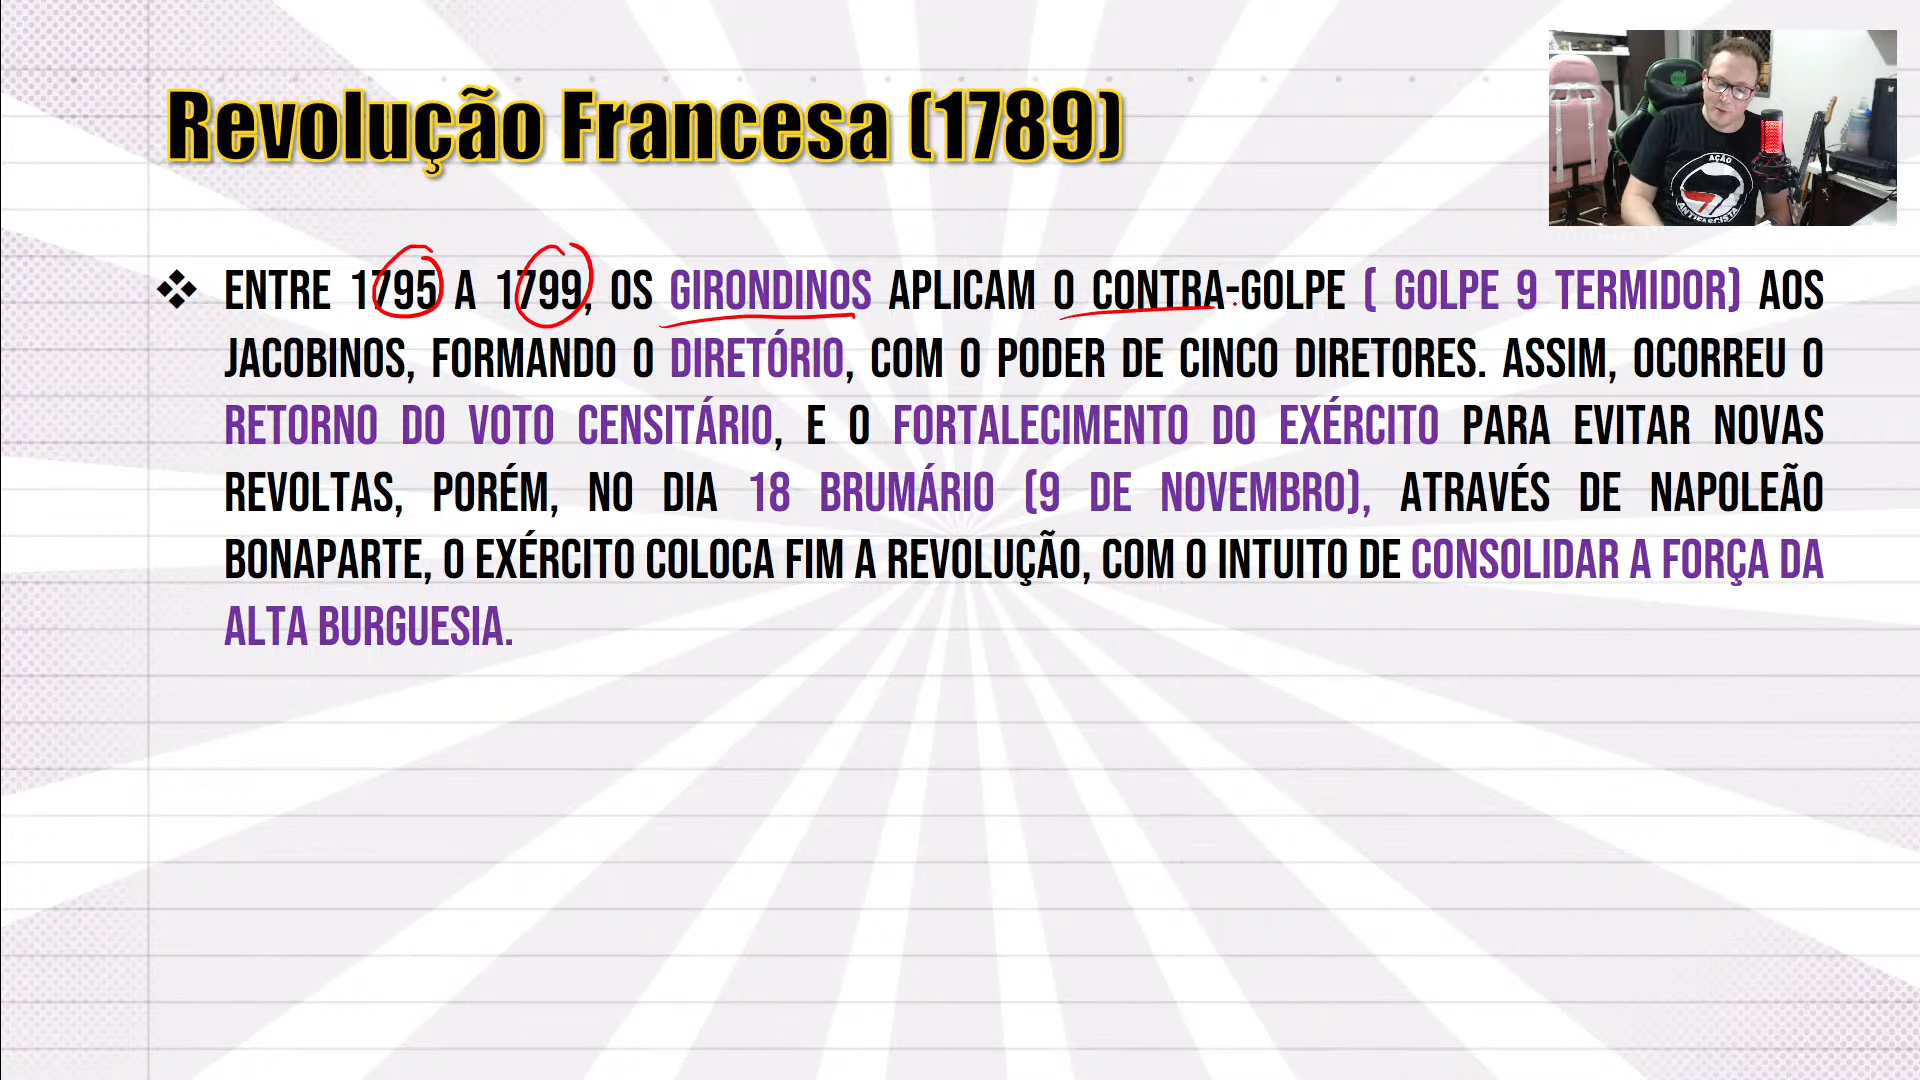 Revolução Francesa (1789)
AÇÃO
ANTIFASCISTA
❖ ENTRE 1795 A 1799, OS GIRONDINOS APLICAM O CONTRA-GOLPE ( GOLPE 9 TERMIDOR) AOS
JACOBINOS, FORMANDO O DIRETÓRIO, COM O PODER DE CINCO DIRETORES. ASSIM, OCORREU O
RETORNO DO VOTO CENSITÁRIO, E O FORTALECIMENTO DO EXÉRCITO PARA EVITAR NOVAS
REVOLTAS, PORÉM, NO DIA 18 BRUMÁRIO (9 DE NOVEMBRO), ATRAVÉS DE NAPOLEÃO
BONAPARTE, O EXÉRCITO COLOCA FIM A REVOLUÇÃO, COM O INTUITO DE CONSOLIDAR A FORÇA DA
ALTA BURGUESIA.